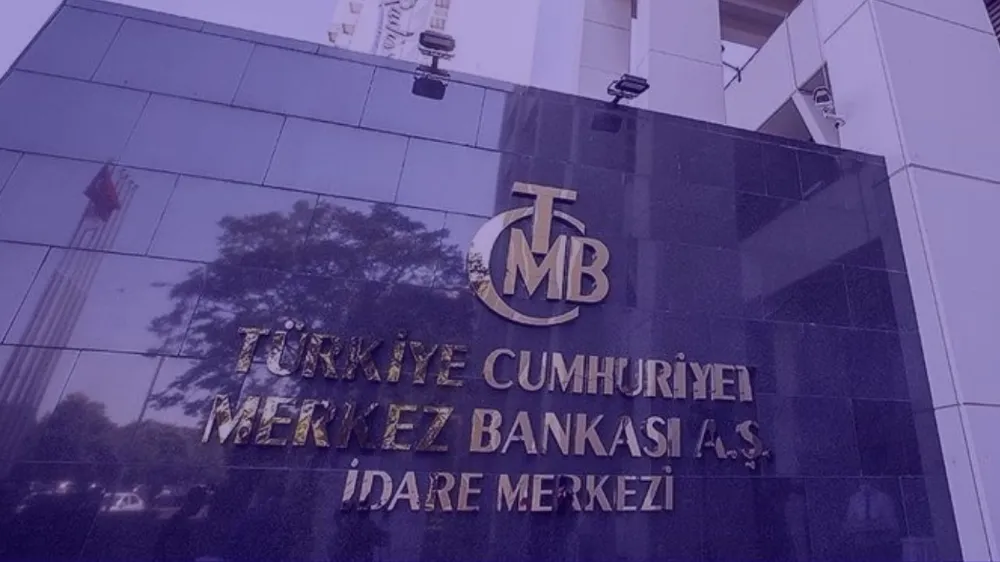 TCMB
TÜRKİYE CUMHURİYET
MERKEZ BANKASI A.Ş.
İDARE MERKEZİ